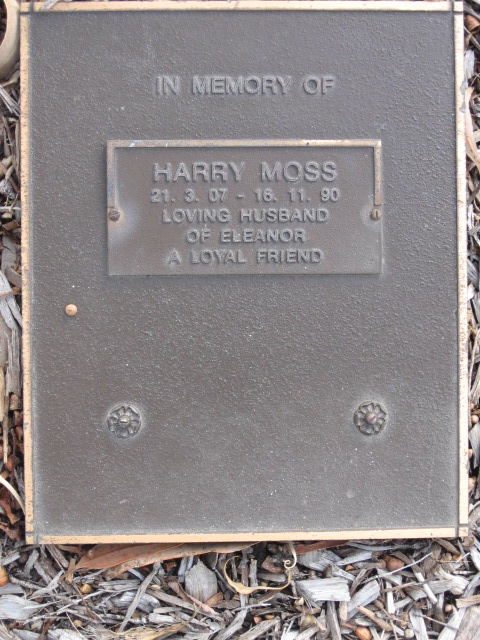 IN MEMORY OF
HARRY MOSS
21. 3. 07 - 16. 11. 90
LOVING HUSBAND
OF ELEANOR
A LOYAL FRIEND